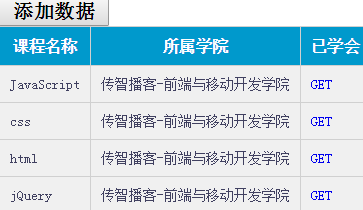 添加数据
课程名称 所属学院 已学会
JavaScript 传智播客-前端与移动开发学院 GET
css 传智播客-前端与移动开发学院 GET
html 传智播客-前端与移动开发学院 GET
jQuery 传智播客-前端与移动开发学院 GET